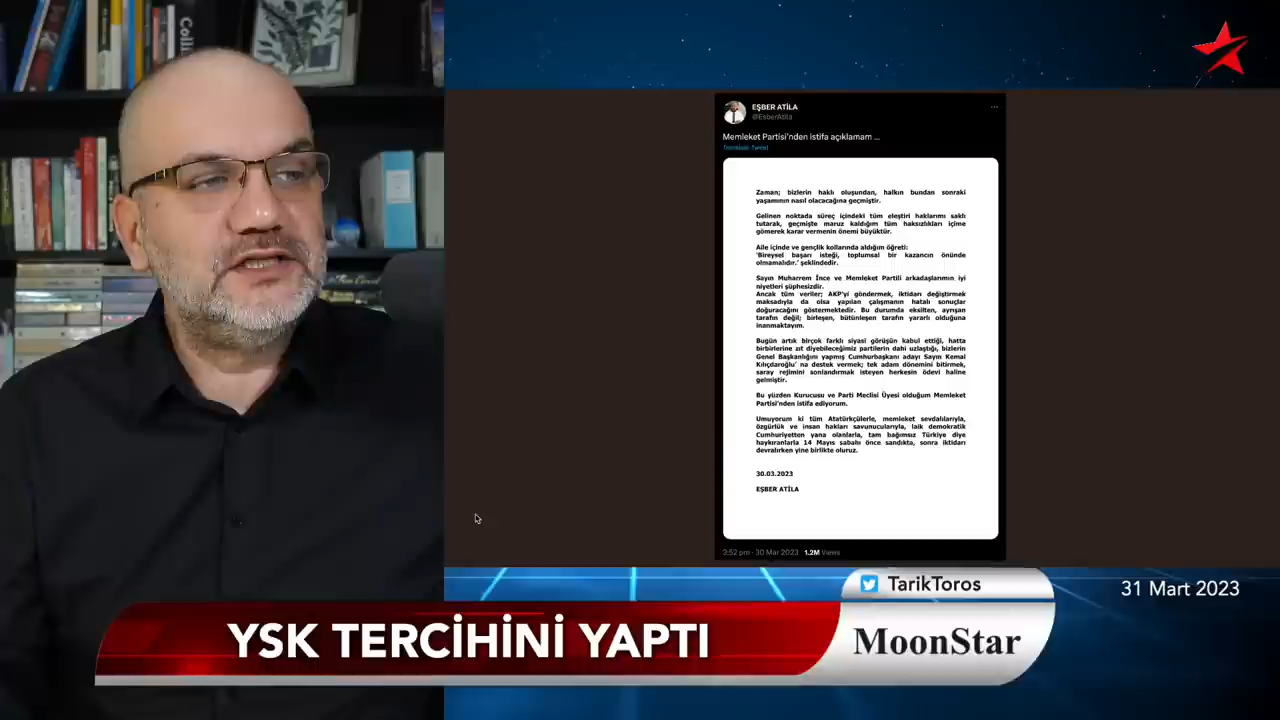 EŞBER ATİLA
@EsberAtila
Memleket Partisi'nden istifa açıklamam ...
Translate Tweet
Zaman; bizlerin haklı oluşundan, halkın bundan sonraki
yaşamının nasıl olacacağına geçmiştir.
Gelinen noktada süreç içindeki tüm eleştiri haklarımı saklı
tutarak, geçmişte maruz kaldığım tüm haksızlıkları içime
gömerek karar vermenin önemi büyüktür.
Aile içinde ve gençlik kollarında aldığım öğreti:
'Bireysel başarı isteği, toplumsal bir kazancın önünde
olmamalıdır.' şeklindedir.
Sayın Muharrem İnce ve Memleket Partili arkadaşlarımın iyi
niyetleri şüphesizdir.
Ancak tüm veriler; AKP'yi göndermek, iktidarı değiştirmek
maksadıyla da olsa yapılan çalışmanın hatalı sonuçlar
doğuracağını göstermektedir. Bu durumda eksilten, ayrışan
tarafın değil; birleşen, bütünleşen tarafın yararlı olduğuna
inanmaktayım.
Bugün artık birçok farklı siyasi görüşün kabul ettiği, hatta
birbirlerine zıt diyebileceğimiz partilerin dahi uzlaştığı, bizlerin
Genel Başkanlığını yapmış Cumhurbaşkanı adayı Sayın Kemal
Kılıçdaroğlu' na destek vermek; tek adam dönemini bitirmek,
saray rejimini sonlandırmak isteyen herkesin ödevi haline
gelmiştir.
Bu yüzden Kurucusu ve Parti Meclisi Üyesi olduğum Memleket
Partisi'nden istifa ediyorum.
Umuyorum ki tüm Atatürkçülerle, memleket sevdalılarıyla,
özgürlük ve insan hakları savunucularıyla, laik demokratik
Cumhuriyetten yana olanlarla, tam bağımsız Türkiye diye
haykıranlarla 14 Mayıs sabahı önce sandıkta, sonra iktidarı
devralırken yine birlikte oluruz.
30.03.2023
EŞBER ATİLA
3:52 pm · 30 Mar 2023 1.2M Views
TarikToros
31 Mart 2023
YSK TERCİHİNİ YAPTI
MoonStar